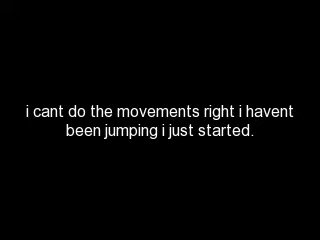 i cant do the movements right i havent
been jumping i just started.